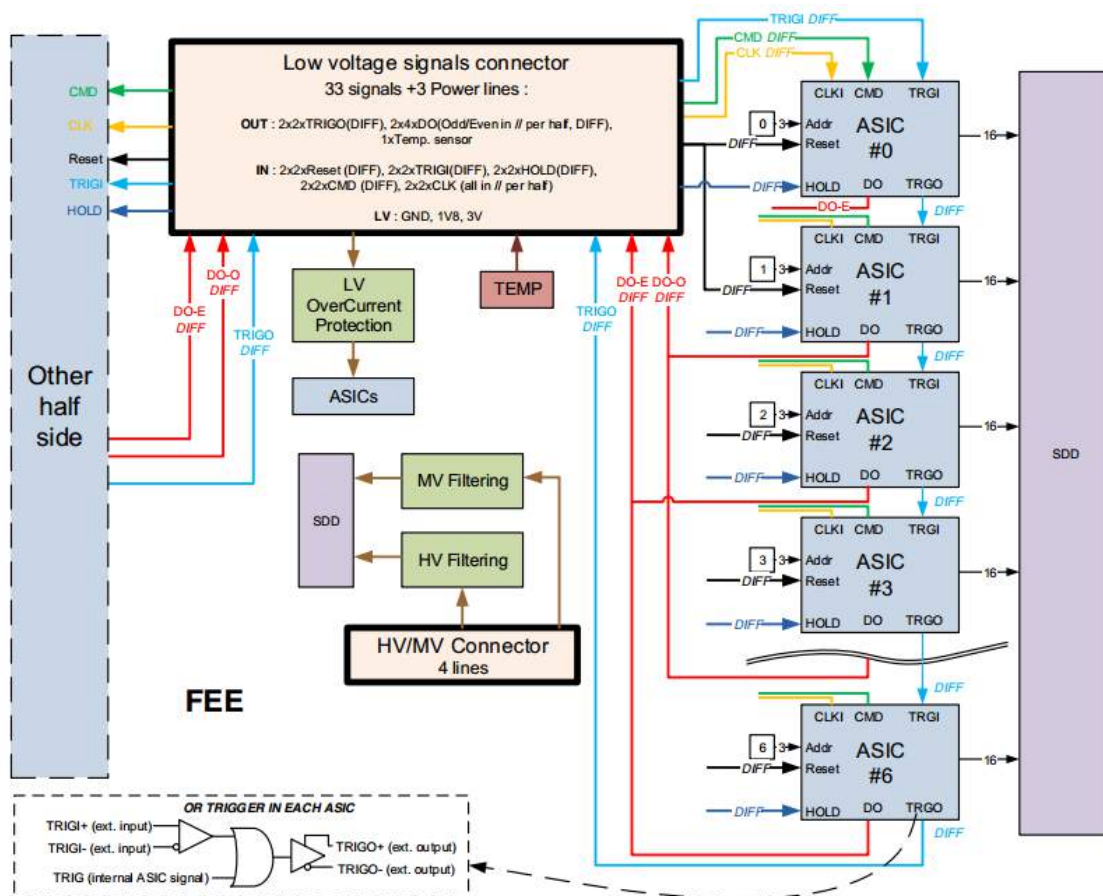 TRIGI DIFF
CMD DIFF
CLK DIFF
Low voltage signals connector
33 signals +3 Power lines :
OUT : 2x2xTRIGO(DIFF), 2x4xDO(Odd/Even in // per half, DIFF),
1xTemp. sensor
IN : 2x2xReset (DIFF), 2x2xTRIGI(DIFF), 2x2xHOLD(DIFF),
2x2xCMD (DIFF), 2x2xCLK (all in // per half)
LV : GND, 1V8, 3V
CMD
CLK
Reset
TRIGI
HOLD
Other
half
side
DO-E
DIFF
DO-O
DIFF
TRIGO
DIFF
LV
OverCurrent
Protection
ASICs
TEMP
TRIGO
DIFF
DO-E
DIFF
DO-O
DIFF
CLKI CMD TRGI
0 3 Addr
ASIC
#0
DIFF Reset
DIFF HOLD DO TRGO
16
DO-E
DIFF
CLKI CMD TRGI
1 3 Addr
ASIC
#1
DIFF Reset
DIFF HOLD DO TRGO
16
DIFF
CLKI CMD TRGI
2 3 Addr
ASIC
#2
DIFF Reset
DIFF HOLD DO TRGO
16
DIFF
CLKI CMD TRGI
3 3 Addr
ASIC
#3
DIFF Reset
DIFF HOLD DO TRGO
16
DIFF
CLKI CMD TRGI
6 3 Addr
ASIC
#6
DIFF Reset
DIFF HOLD DO TRGO
16
DIFF
SDD
SDD
MV Filtering
HV Filtering
HV/MV Connector
4 lines
FEE
OR TRIGGER IN EACH ASIC
TRIGI+ (ext. input)
TRIGI- (ext. input)
TRIG (internal ASIC signal)
TRIGO+ (ext. output)
TRIGO- (ext. output)